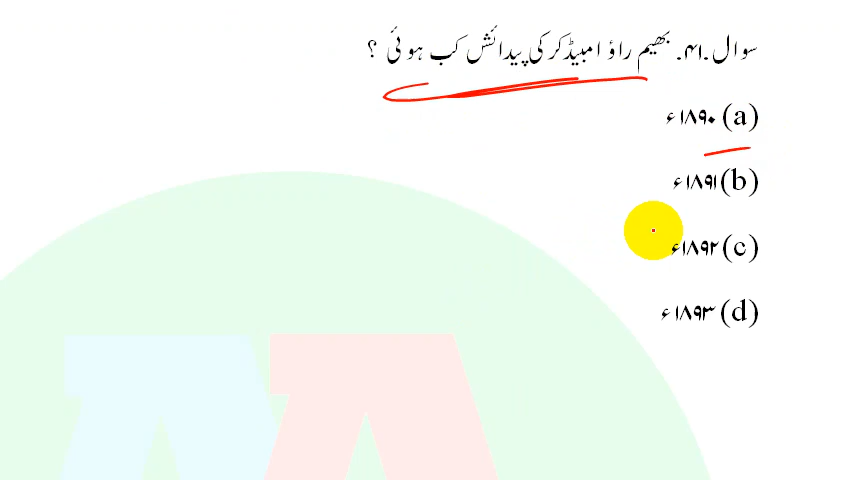 سوال.۴۱. بھیم راؤ امبیڈکر کی پیدائش کب ہوئی ؟
(a) ۱۸۹۰ء
(b) ۱۸۹۱ء
(c) ۱۸۹۲ء
(d) ۱۸۹۳ء